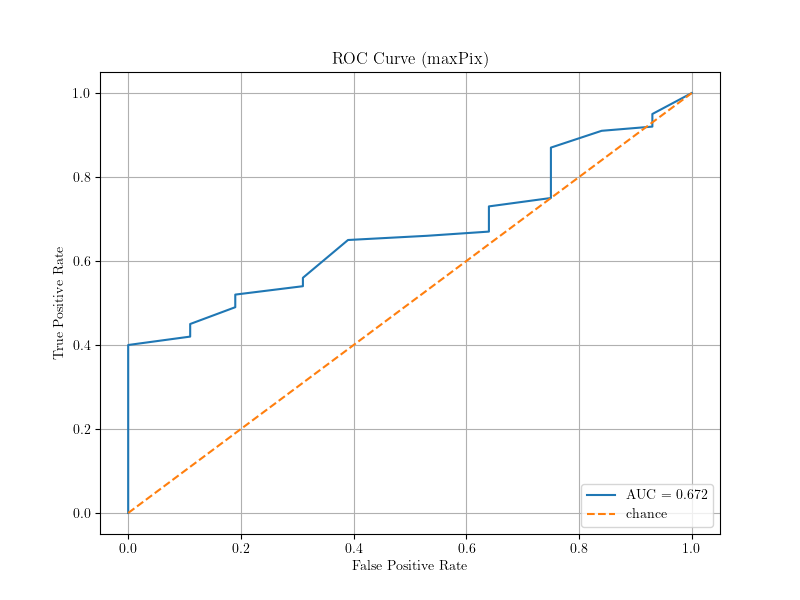 ROC Curve (maxPix)
True Positive Rate
1.0
0.8
0.6
0.4
0.2
0.0
0.0 0.2 0.4 0.6 0.8 1.0
False Positive Rate
AUC = 0.672
chance